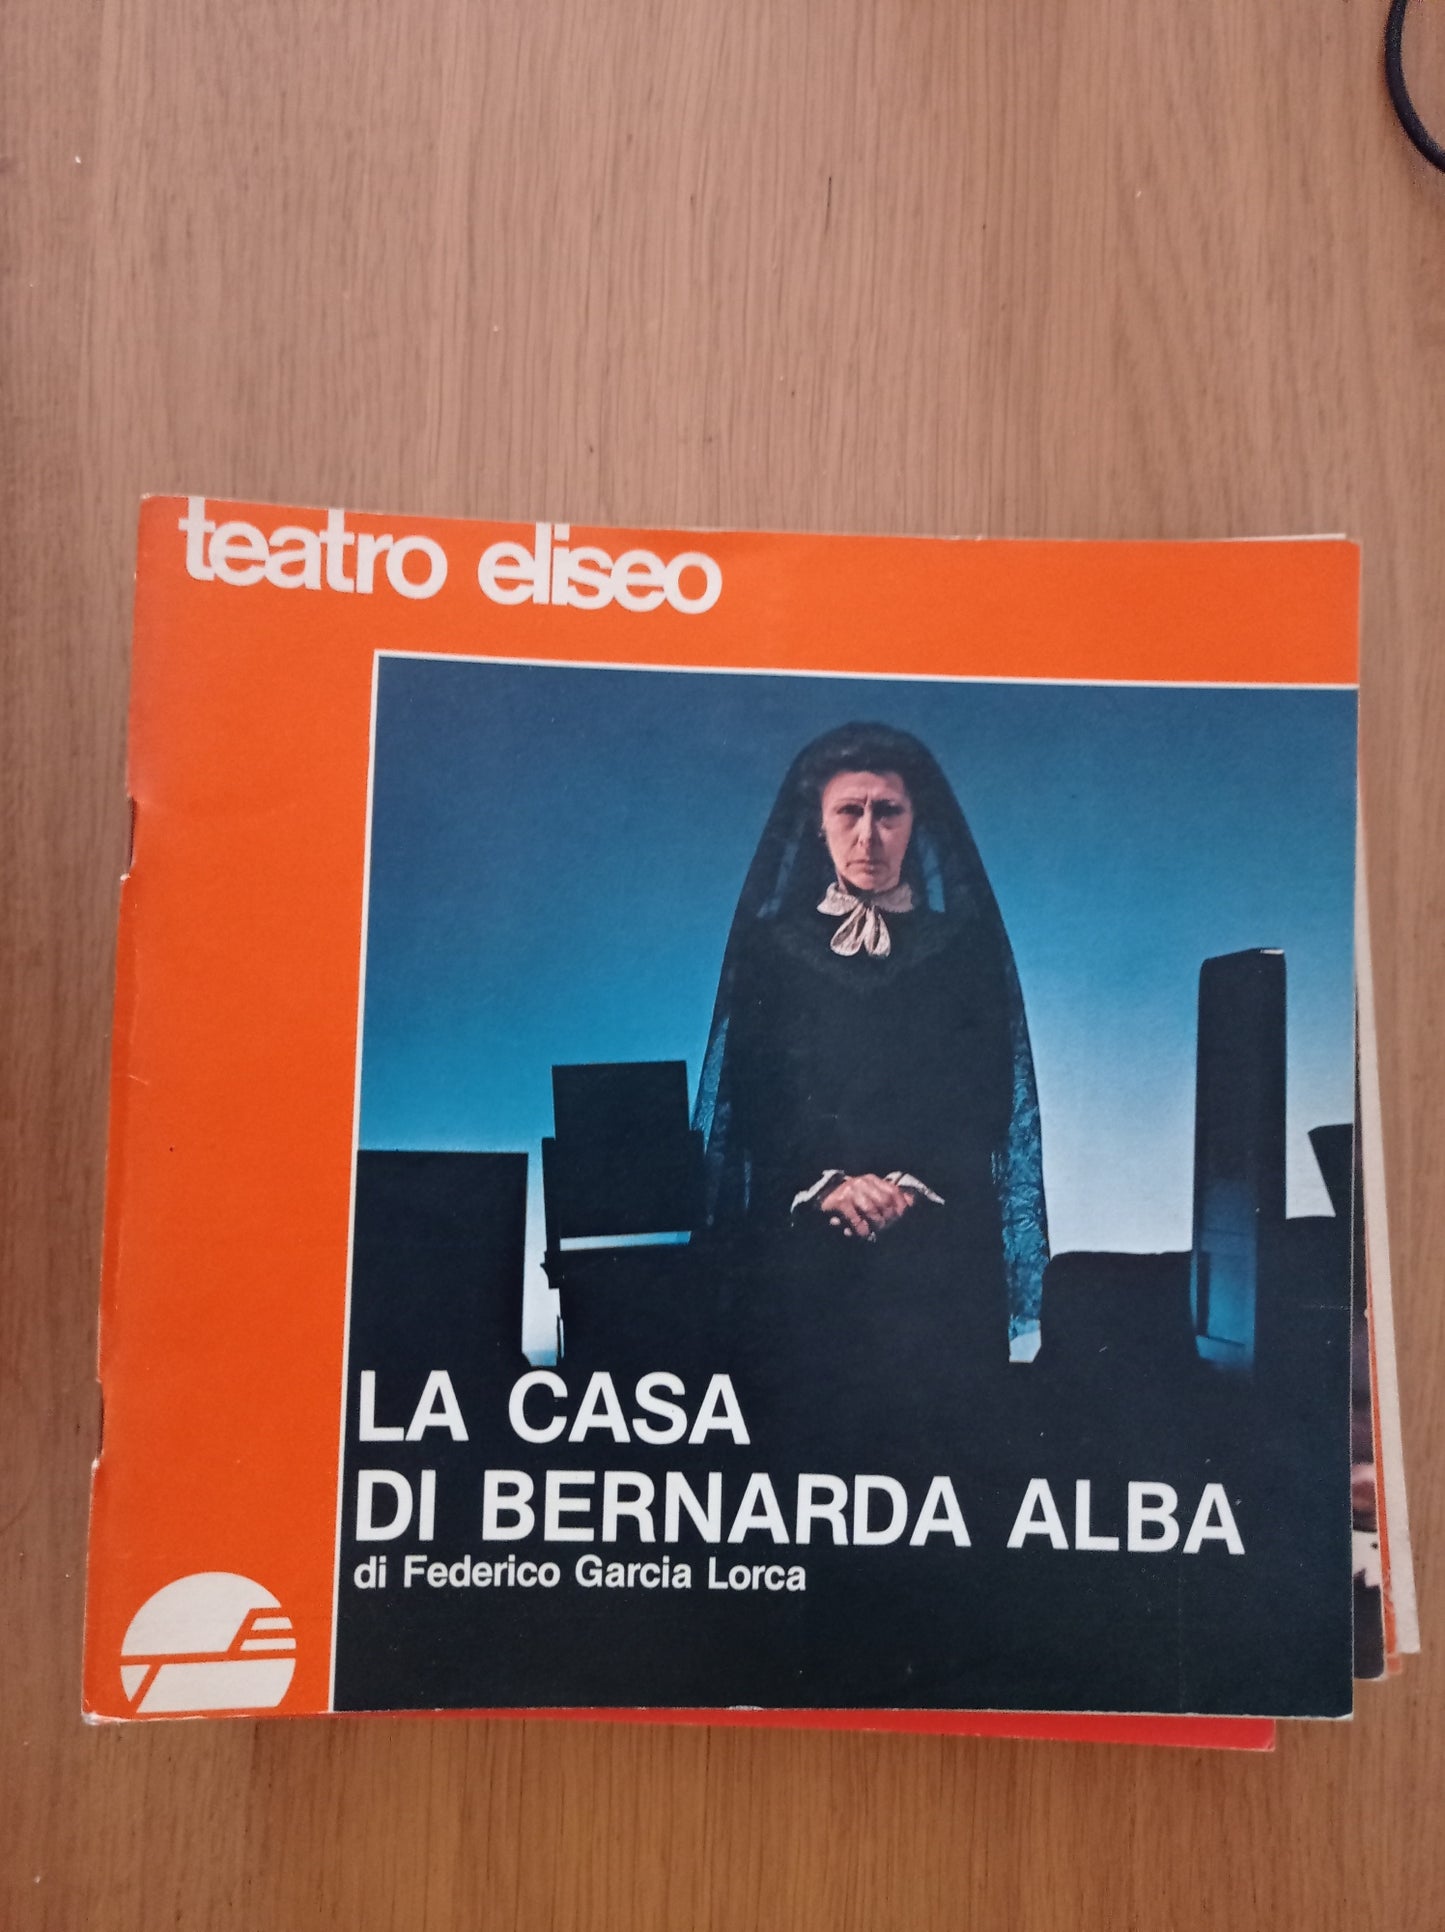 teatro eliseo
LA CASA
DI BERNARDA ALBA
di Federico Garcia Lorca